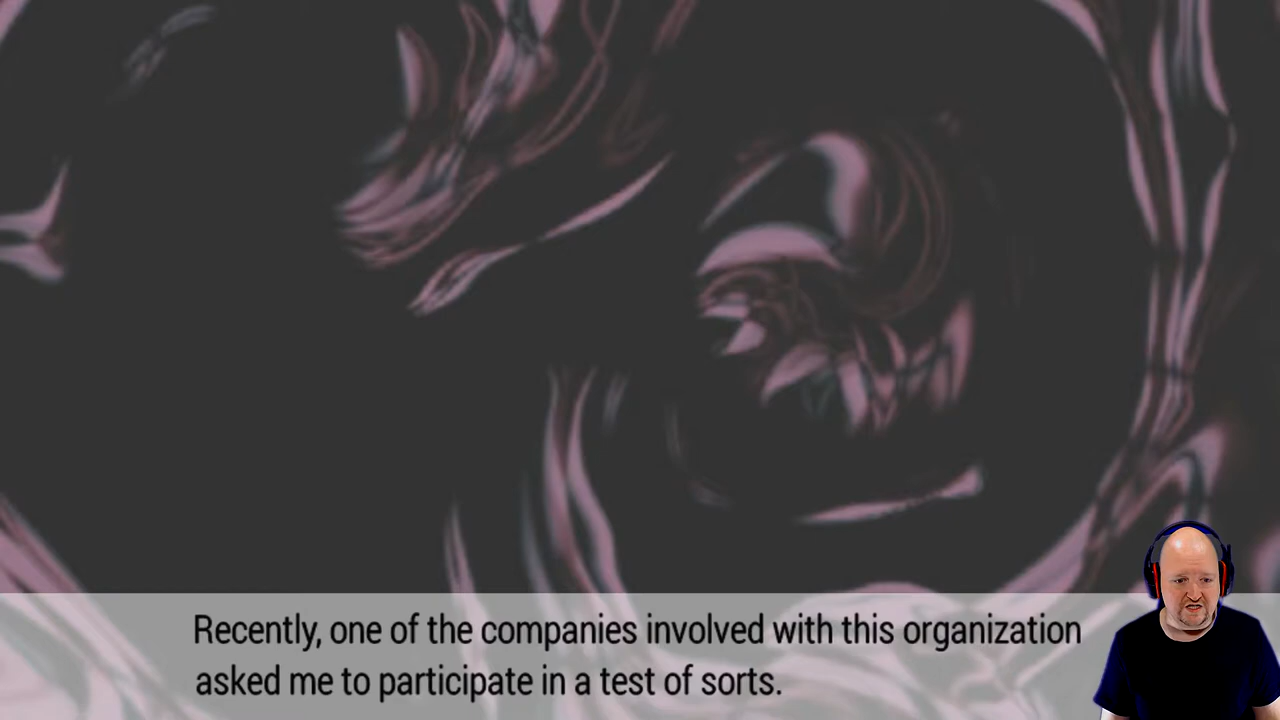 Recently, one of the companies involved with this organization
asked me to participate in a test of sorts.